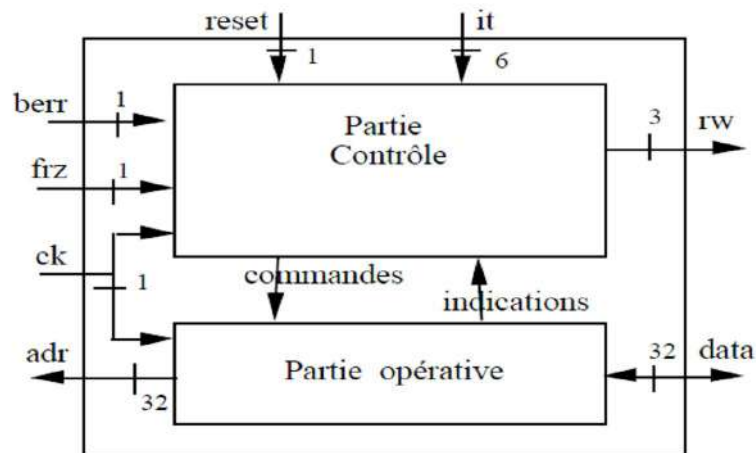 reset it
1 6
berr 1
Partie
Contrôle
3 rw
frz 1
ck 1
commandes
indications
adr 32
Partie opérative
32 data